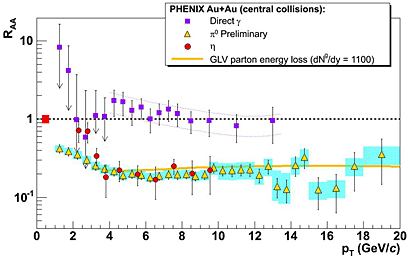 PHENIX Au+Au (central collisions):
Direct γ
π⁰ Preliminary
η
GLV parton energy loss (dNᵍ/dy = 1100)
R_AA
10
1
10⁻¹
0 2 4 6 8 10 12 14 16 18 20
p_T (GeV/c)